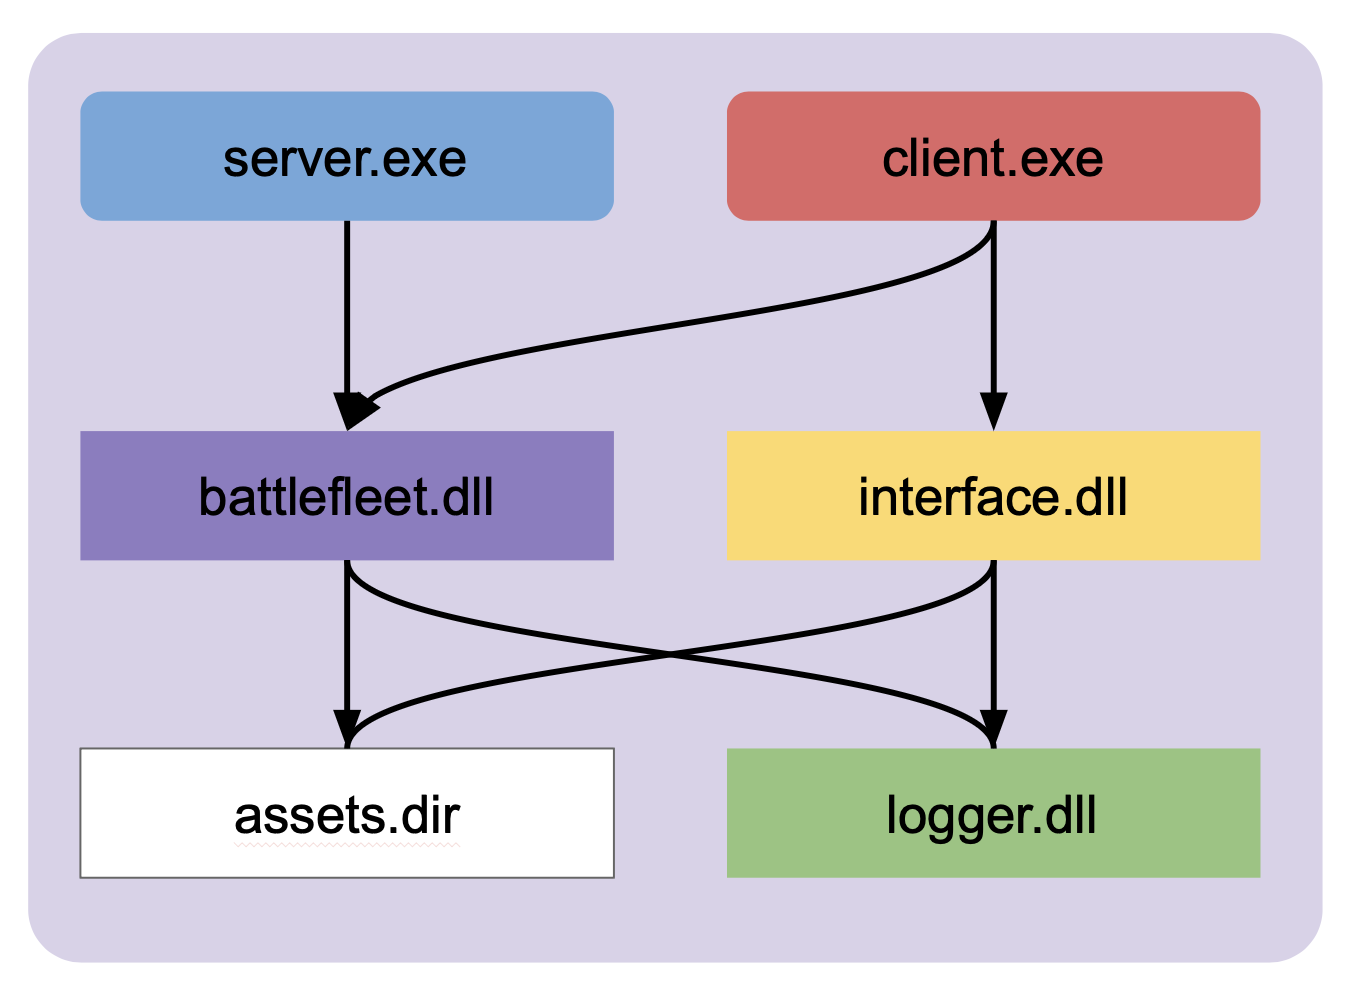 server.exe
client.exe
battlefleet.dll
interface.dll
assets.dir
logger.dll